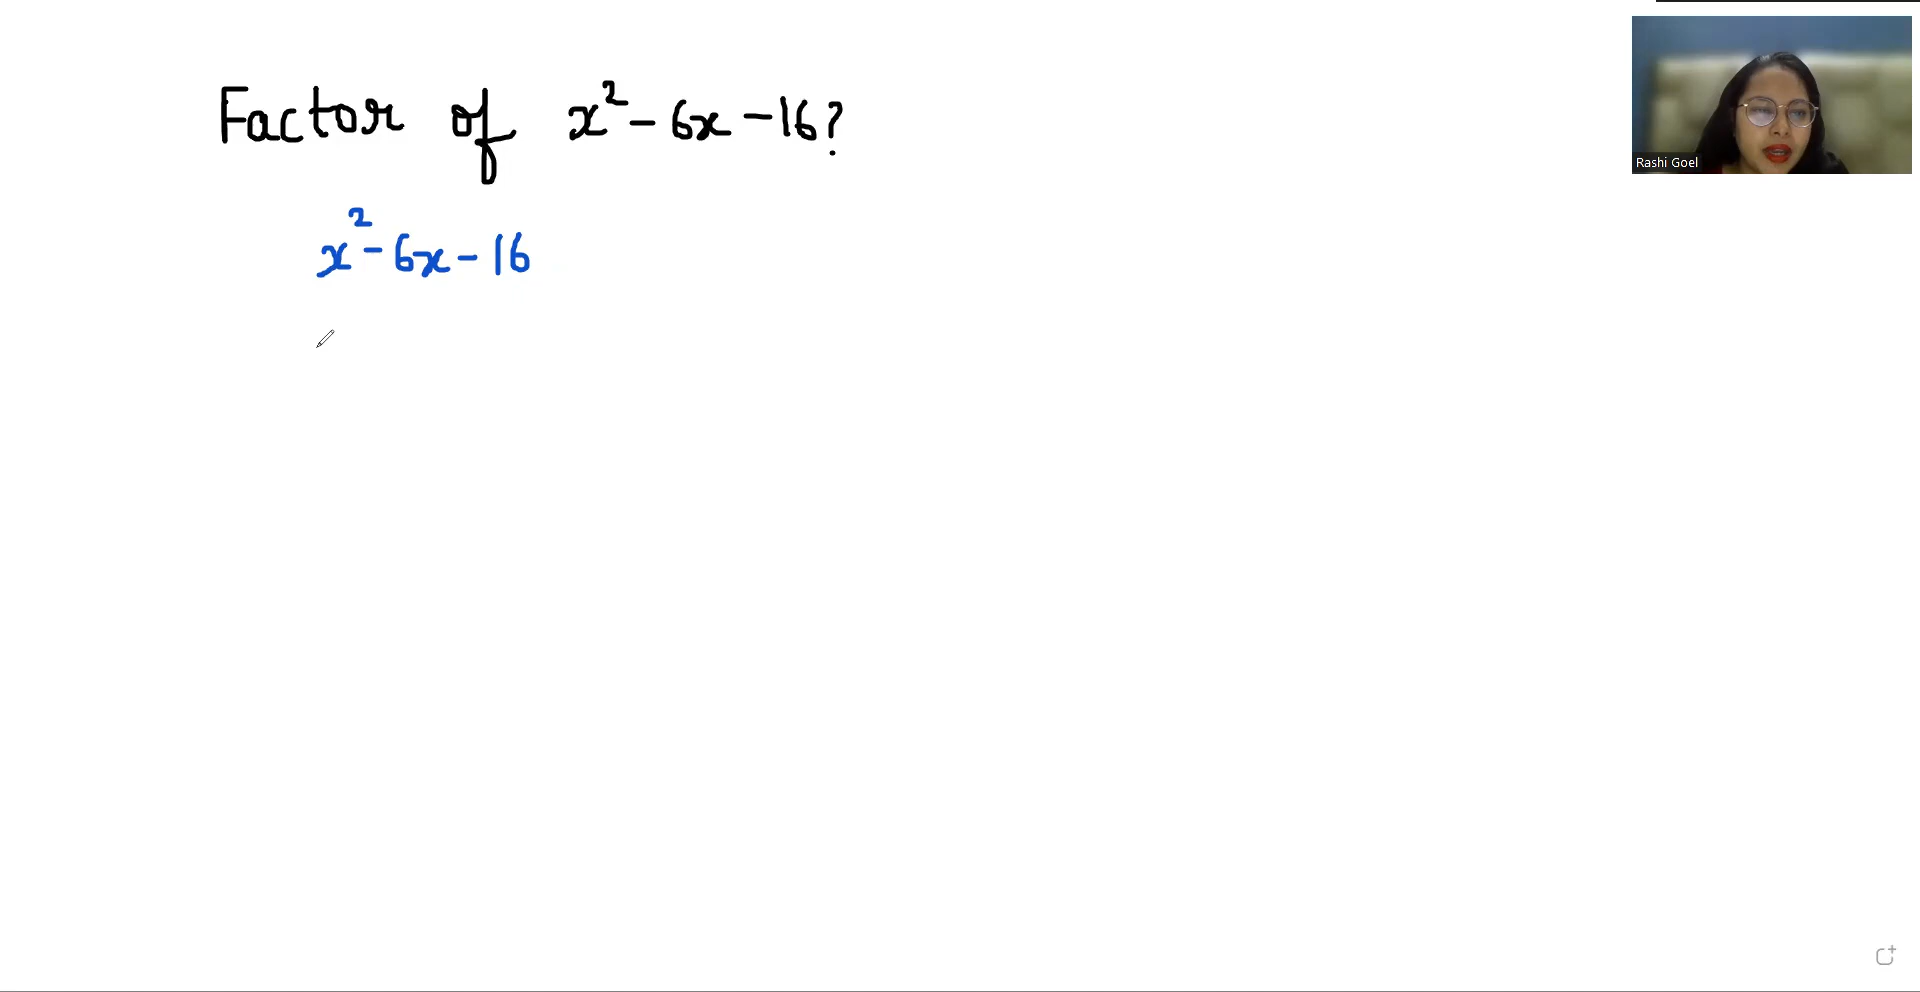 Factor of x² - 6x - 16?
x² - 6x - 16
Rashi Goel